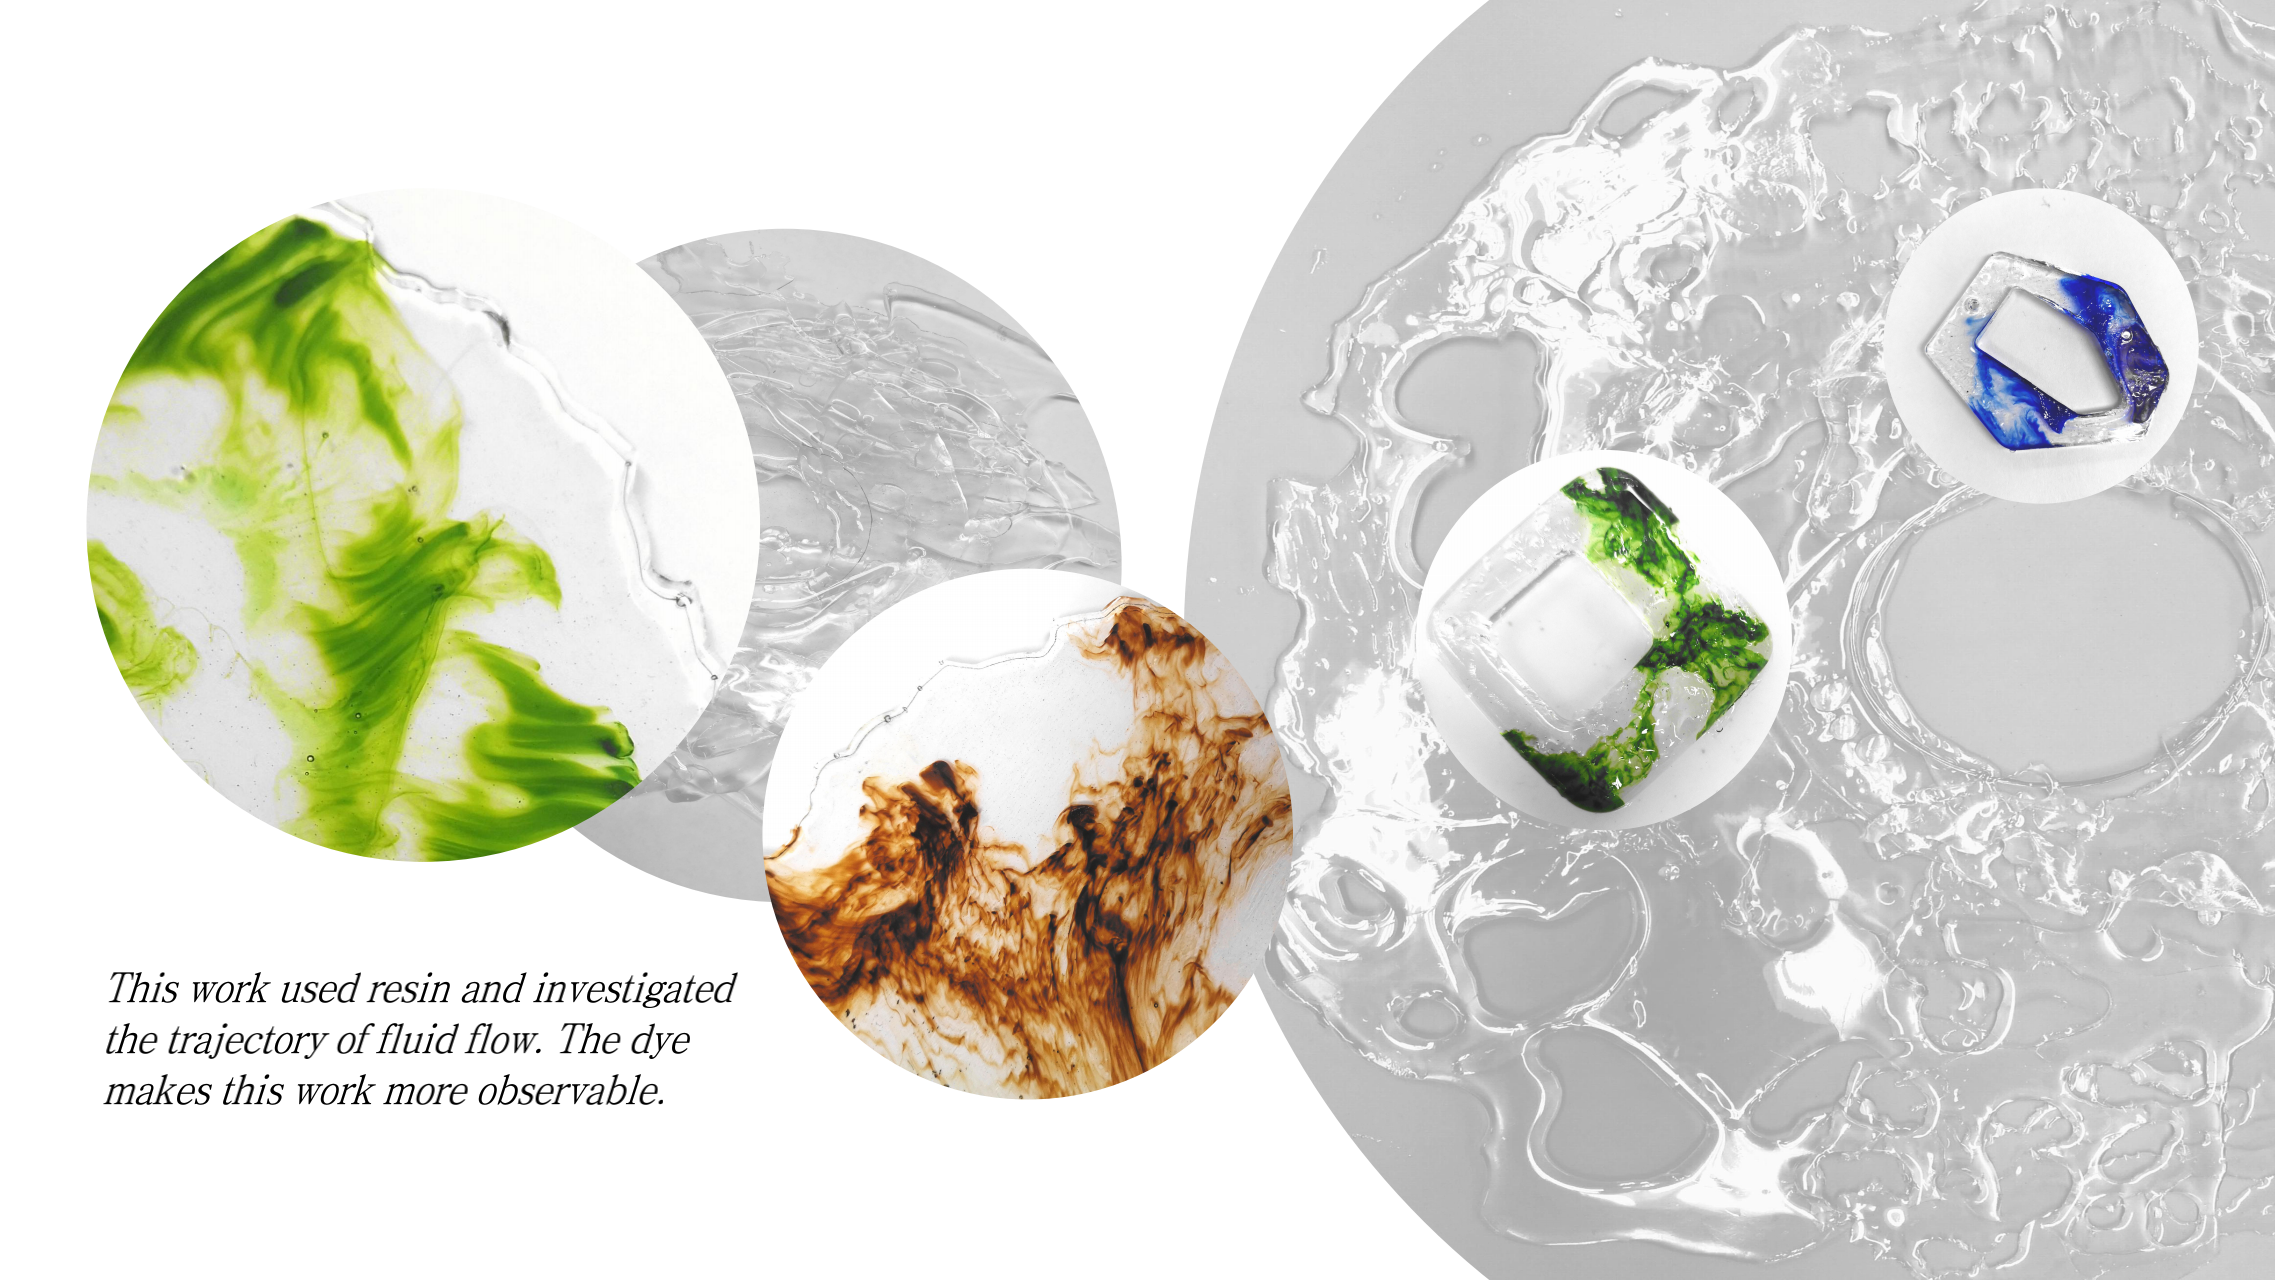 This work used resin and investigated
the trajectory of fluid flow. The dye
makes this work more observable.